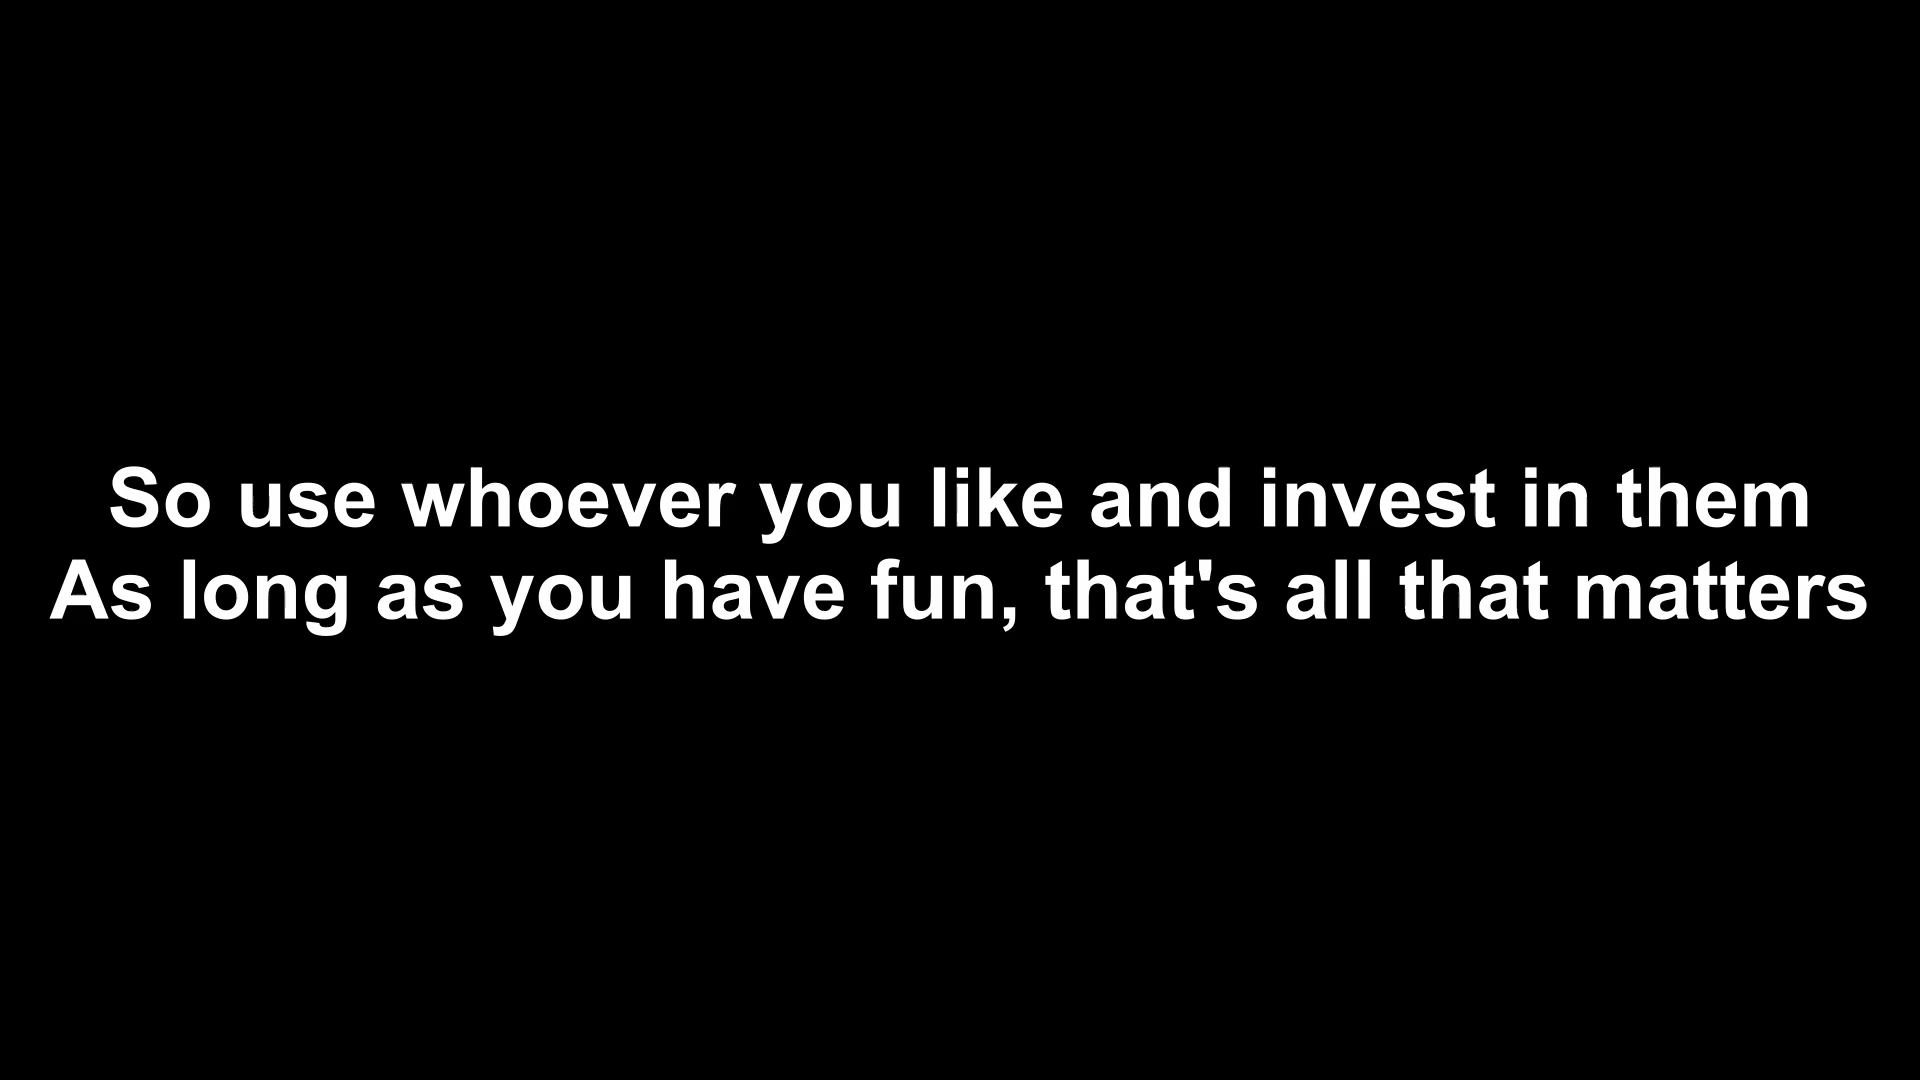 So use whoever you like and invest in them
As long as you have fun, that's all that matters